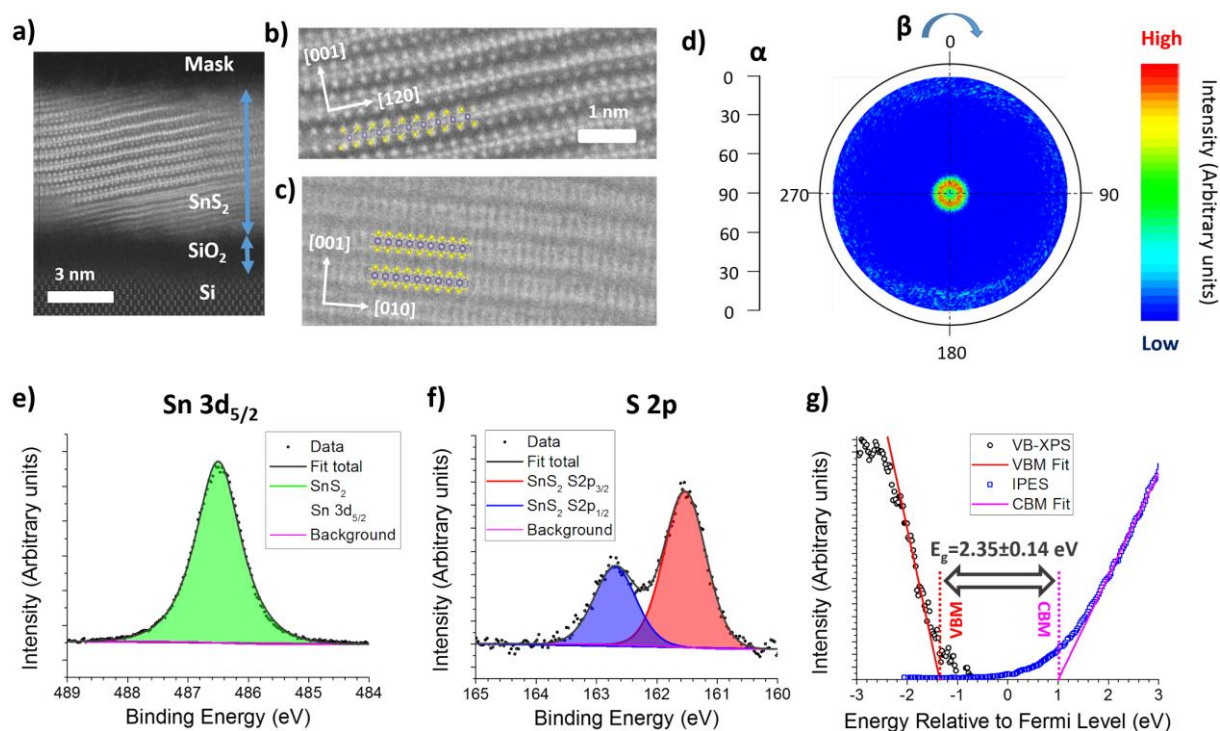 a)
Mask
SnS₂
SiO₂
3 nm
Si
b)
[001]
[120]
1 nm
c)
[001]
[010]
d)
α
0
30
60
90
60
30
0
β
0
90
180
270
High
Low
Intensity (Arbitrary units)
e)
Sn 3d₅/₂
Data
Fit total
SnS₂
Sn 3d₅/₂
Background
Intensity (Arbitrary units)
489 488 487 486 485 484
Binding Energy (eV)
f)
S 2p
Data
Fit total
SnS₂ S2p₃/₂
SnS₂ S2p₁/₂
Background
Intensity (Arbitrary units)
165 164 163 162 161 160
Binding Energy (eV)
g)
VB-XPS
VBM Fit
IPES
CBM Fit
E₉=2.35±0.14 eV
VBM
CBM
Intensity (Arbitrary units)
-3 -2 -1 0 1 2 3
Energy Relative to Fermi Level (eV)